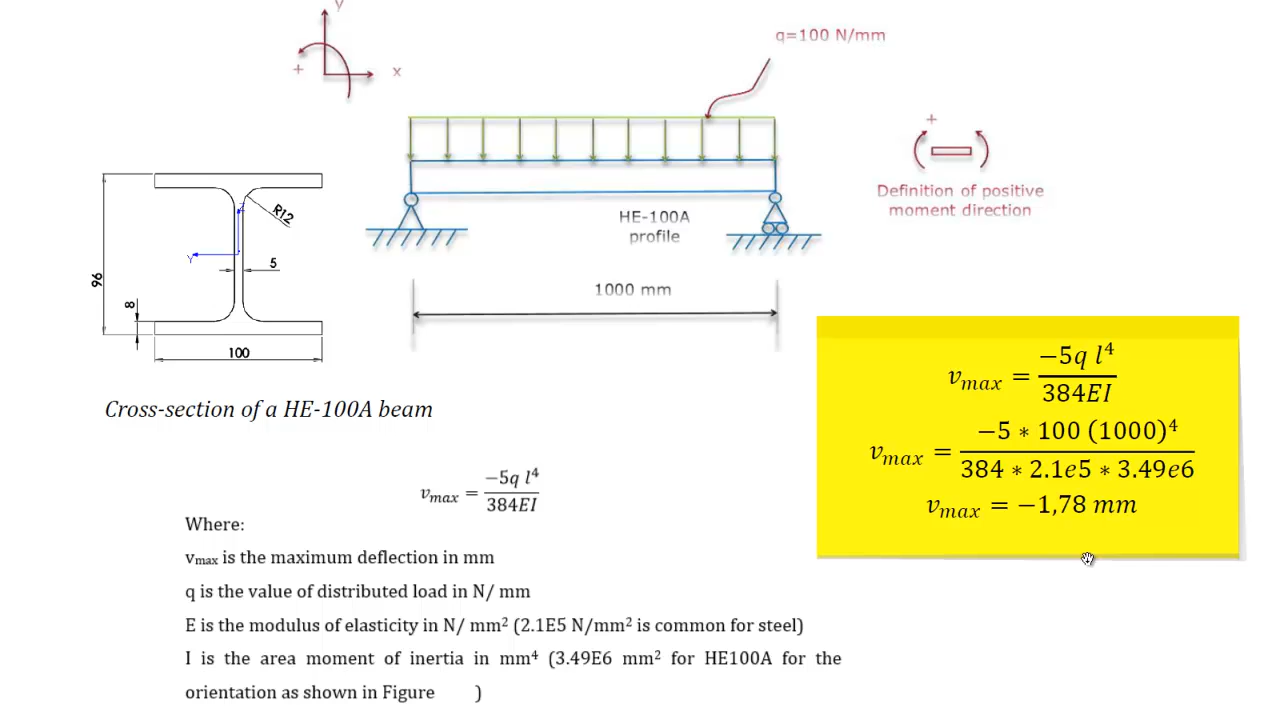 y
q=100 N/mm
+
x
+
Definition of positive
moment direction
R12
HE-100A
profile
Y
5
96
8
100
1000 mm
Cross-section of a HE-100A beam
v_max = −5q l⁴ / 384EI
v_max = −5 ∗ 100 (1000)⁴ / 384 ∗ 2.1e5 ∗ 3.49e6
v_max = −1,78 mm
v_max = −5q l⁴ / 384EI
Where:
vmax is the maximum deflection in mm
q is the value of distributed load in N/ mm
E is the modulus of elasticity in N/ mm² (2.1E5 N/mm² is common for steel)
I is the area moment of inertia in mm⁴ (3.49E6 mm² for HE100A for the
orientation as shown in Figure )